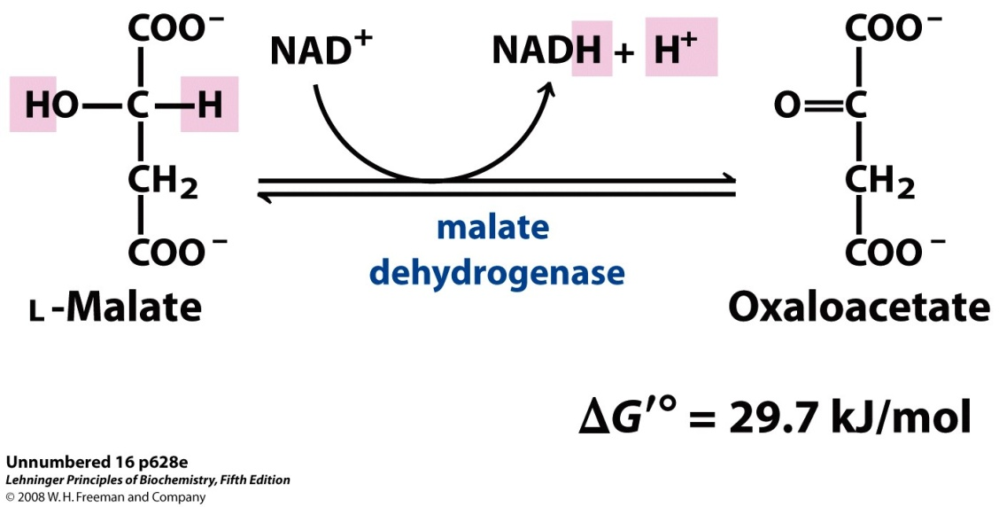 COO⁻
HO—C—H
CH₂
COO⁻
L-Malate
NAD⁺
NADH + H⁺
malate
dehydrogenase
COO⁻
O=C
CH₂
COO⁻
Oxaloacetate
ΔG′° = 29.7 kJ/mol
Unnumbered 16 p628e
Lehninger Principles of Biochemistry, Fifth Edition
© 2008 W. H. Freeman and Company